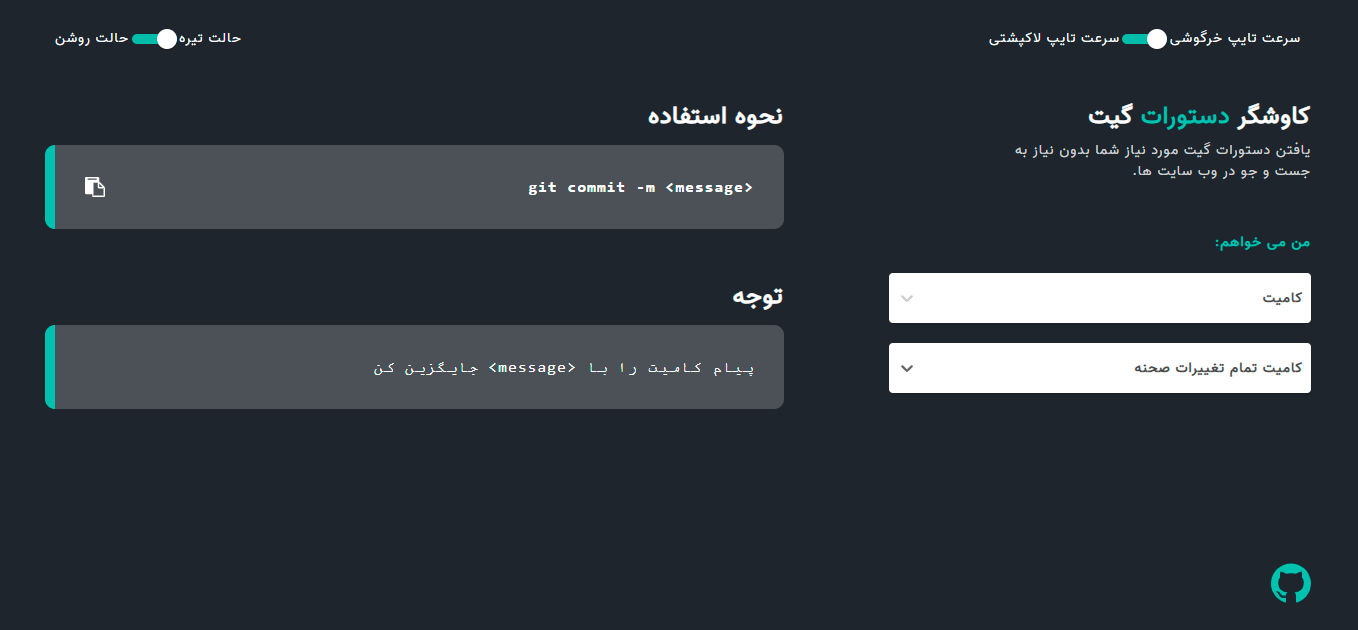 سرعت تایپ خرگوشی
سرعت تایپ لاکپشتی
حالت تیره
حالت روشن
کاوشگر دستورات گیت
یافتن دستورات گیت مورد نیاز شما بدون نیاز به
جست و جو در وب سایت ها.
من می خواهم:
کامیت
کامیت تمام تغییرات صحنه
نحوه استفاده
git commit -m <message>
توجه
پیام کامیت را با <message> جایگزین کن